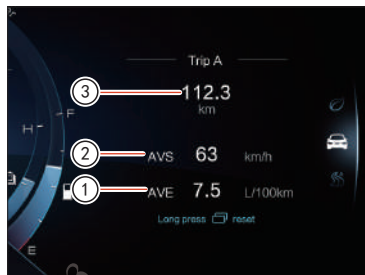 Trip A
3
112.3
km
F
H
2
AVS 63 km/h
1
AVE 7.5 L/100km
Long press reset
E